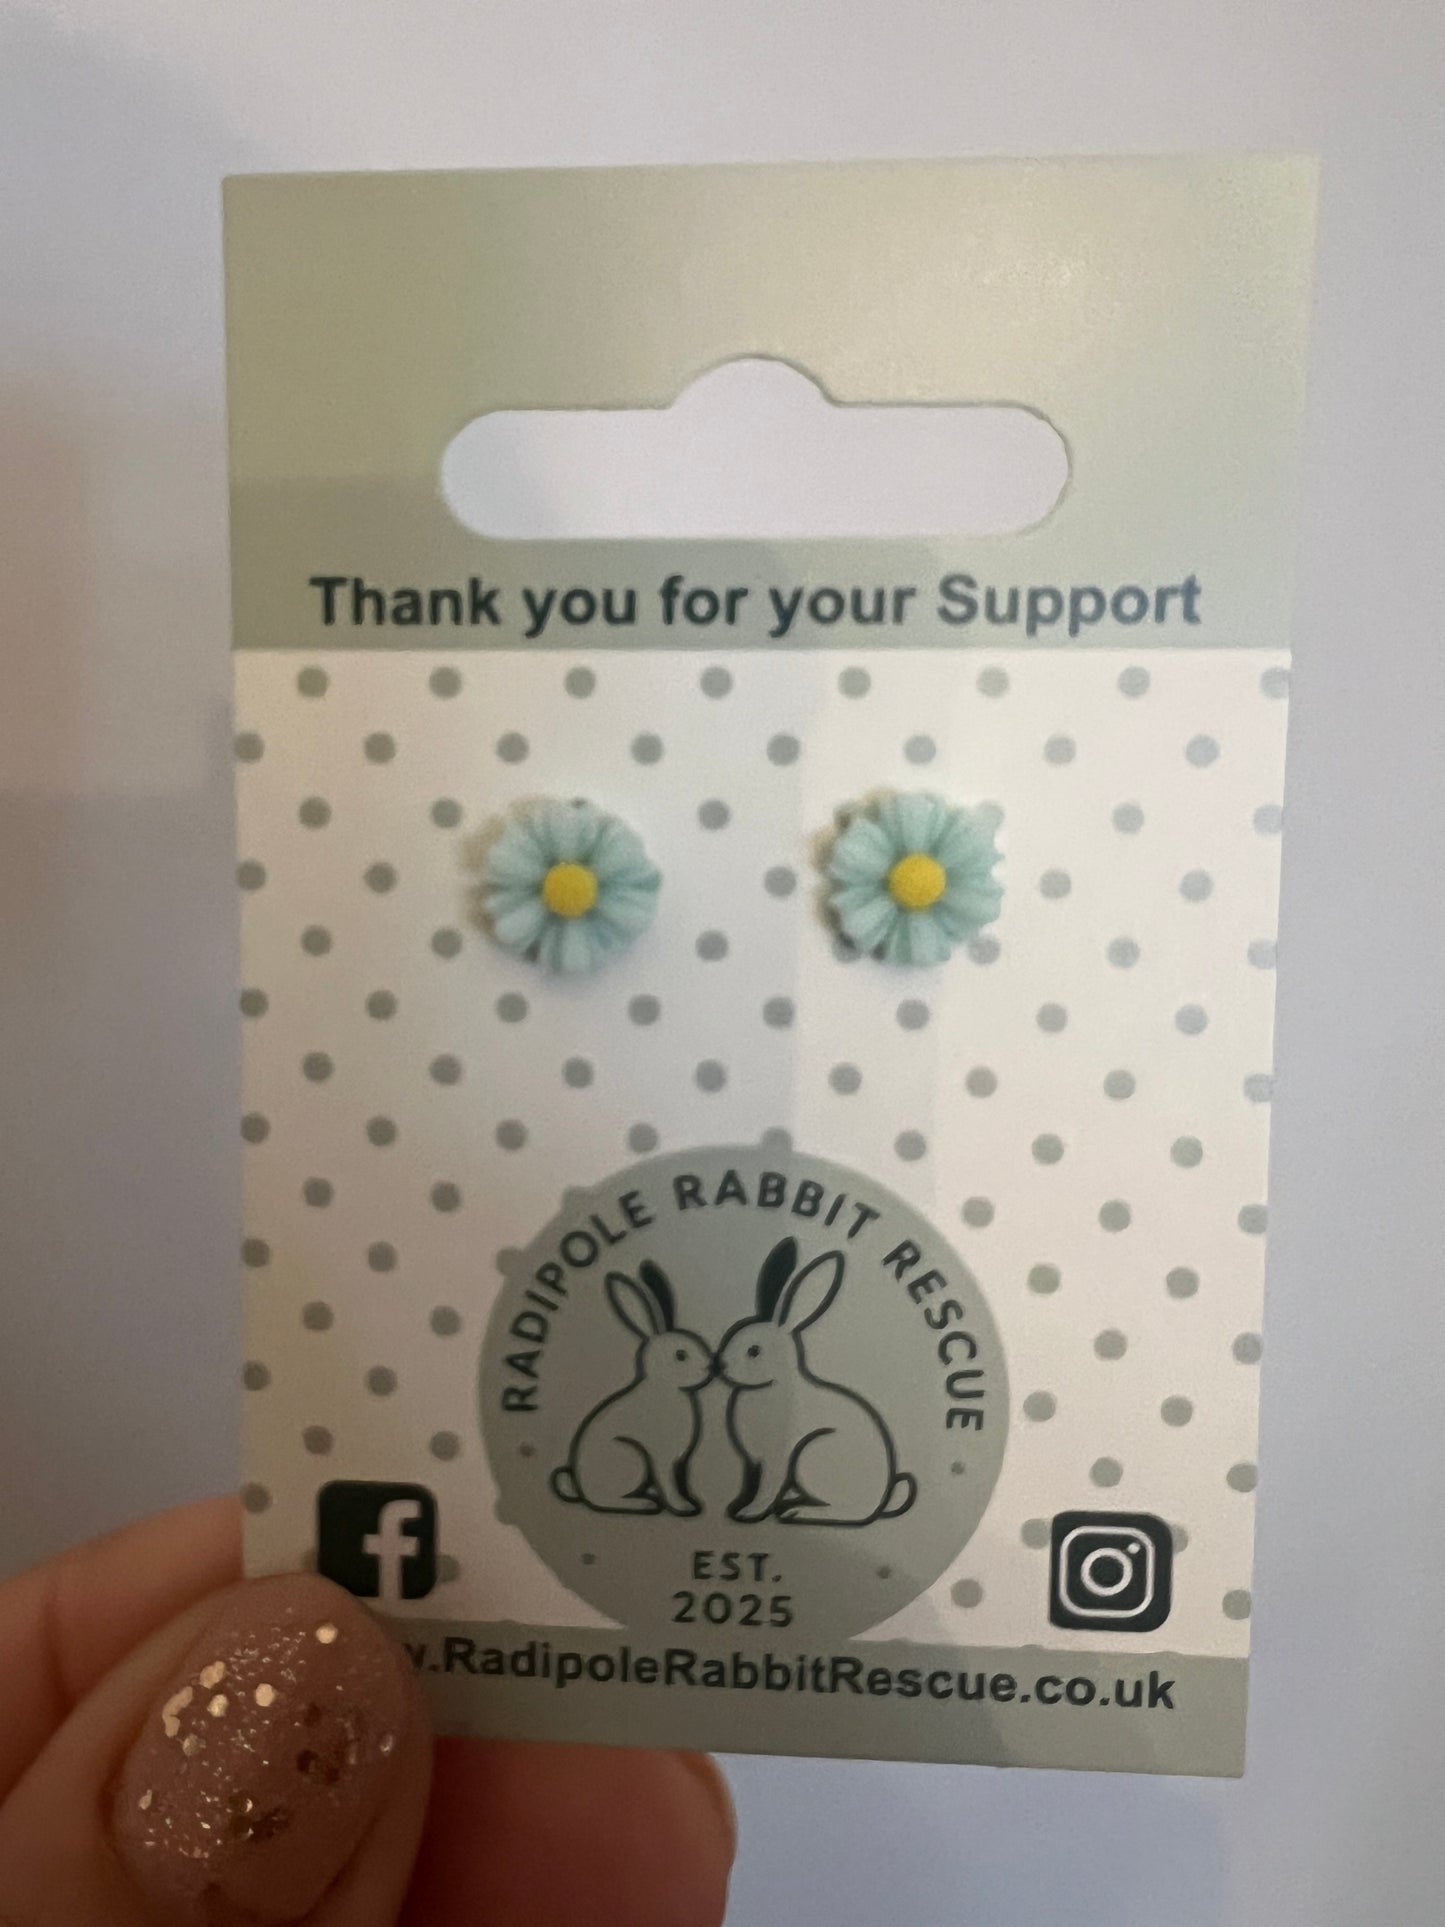 Thank you for your Support
RADIPOLE RABBIT RESCUE
EST.
2025
.RadipoleRabbitRescue.co.uk